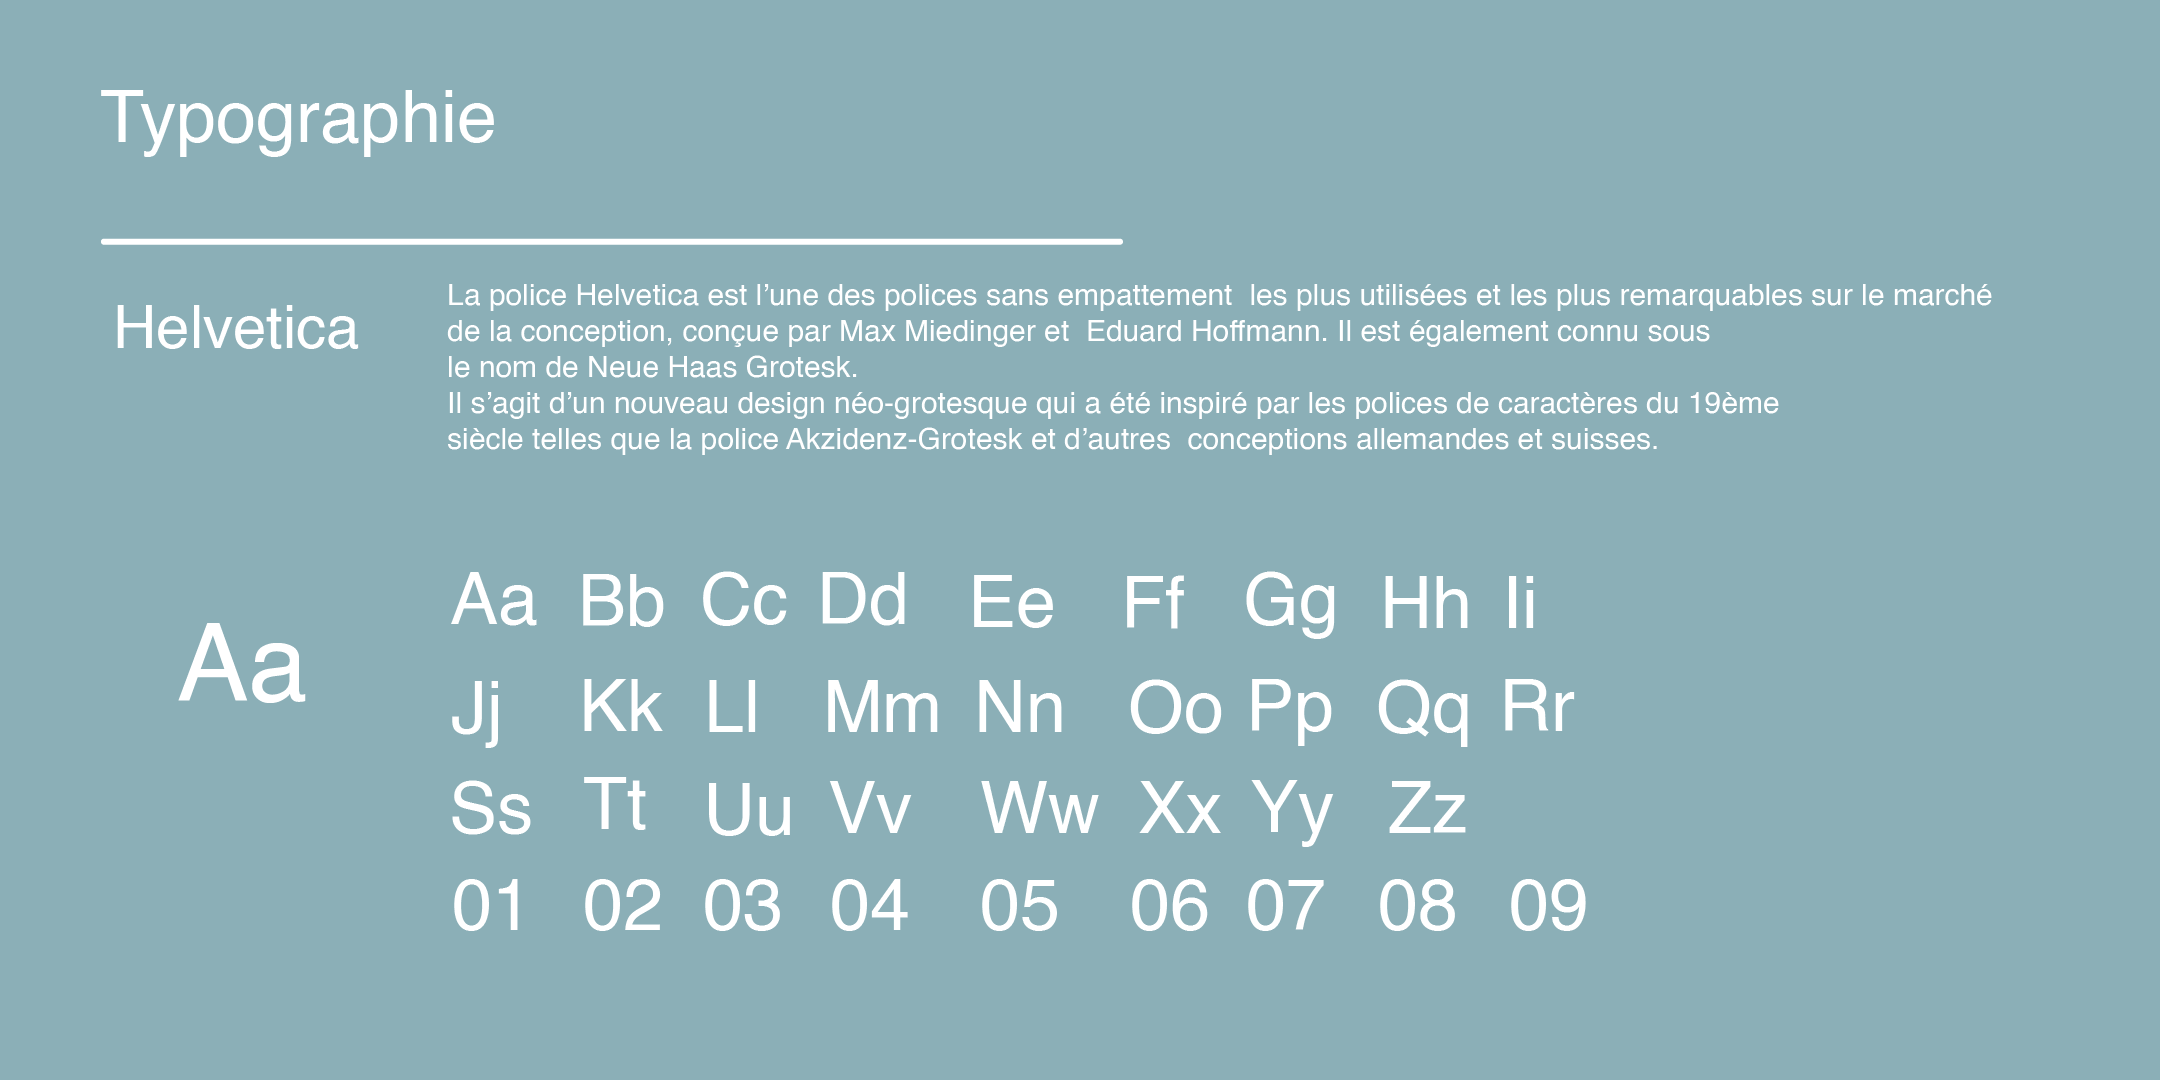 Typographie
Helvetica
La police Helvetica est l’une des polices sans empattement  les plus utilisées et les plus remarquables sur le marché
de la conception, conçue par Max Miedinger et  Eduard Hoffmann. Il est également connu sous
le nom de Neue Haas Grotesk.
Il s’agit d’un nouveau design néo-grotesque qui a été inspiré par les polices de caractères du 19ème
siècle telles que la police Akzidenz-Grotesk et d’autres  conceptions allemandes et suisses.
Aa
Aa Bb Cc Dd Ee Ff Gg Hh Ii
Jj Kk Ll Mm Nn Oo Pp Qq Rr
Ss Tt Uu Vv Ww Xx Yy Zz
01 02 03 04 05 06 07 08 09